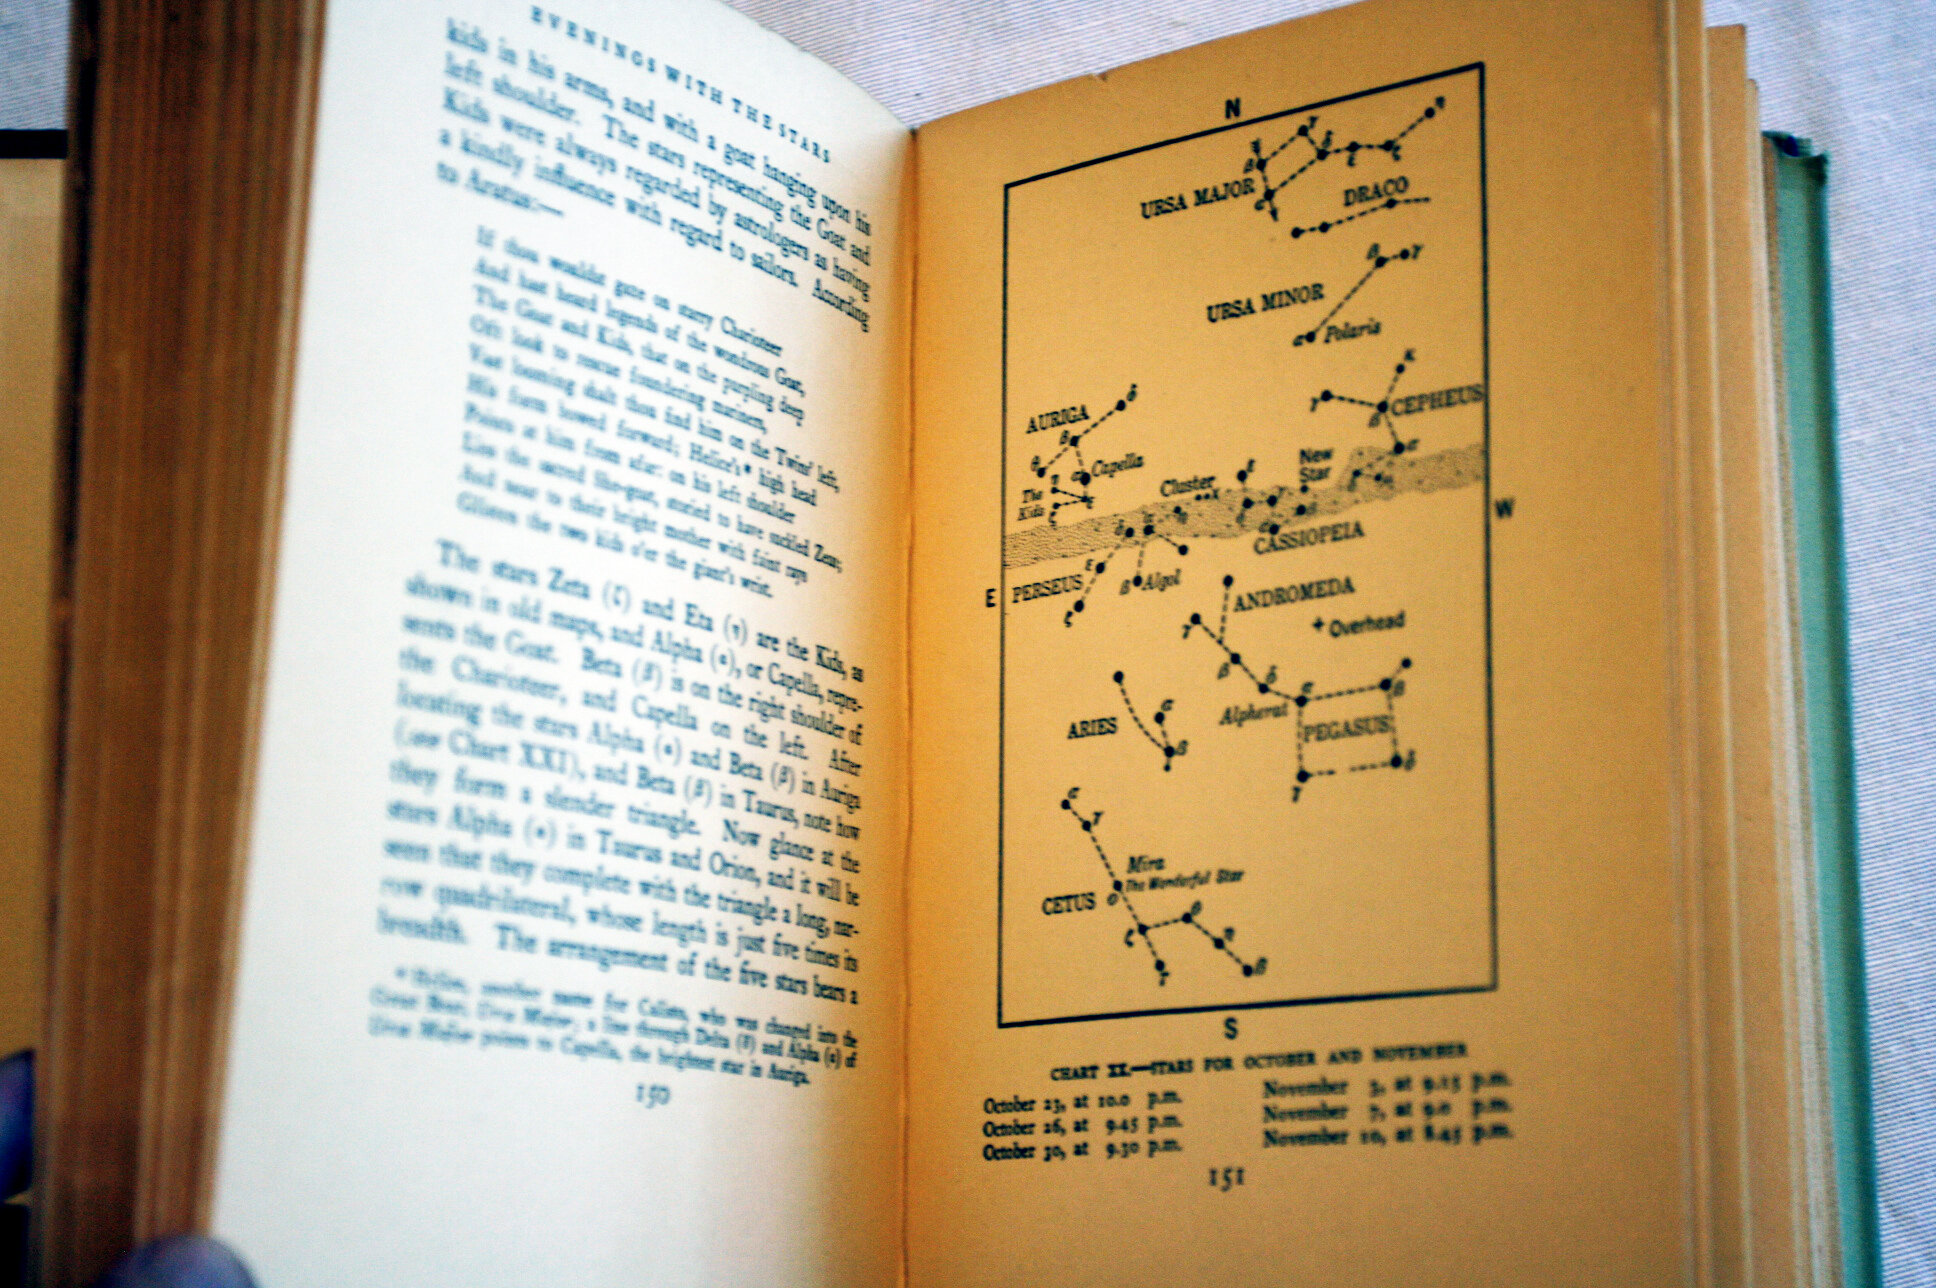 EVENINGS WITH THE STARS
kids in his arms, and with a goat hanging upon his
left shoulder. The stars representing the Goat and
Kids were always regarded by astrologers as having
a kindly influence with regard to sailors. According
to Aratus:—
If thou wouldst gaze on starry Charioteer
And hast heard legends of the wondrous Goat,
The Goat and Kids, that on the purpling deep
Oft look to rescue foundering mariners,
Vast looming shalt thou find him on the Twins' left,
His form bowed forward; Helice's* high head
Points at him from afar: on his left shoulder
Lies the sacred She-goat, storied to have suckled Zeus;
And near to their bright mother with faint rays
Glisten the two kids o'er the giant's wrist.
The stars Zeta (ζ) and Eta (η) are the Kids, as
shown in old maps, and Alpha (α), or Capella, repre-
sents the Goat. Beta (β) is on the right shoulder of
the Charioteer, and Capella on the left. After
locating the stars Alpha (α) and Beta (β) in Auriga
(see Chart XXI), and Beta (β) in Taurus, note how
they form a slender triangle. Now glance at the
stars Alpha (α) in Taurus and Orion, and it will be
seen that they complete with the triangle a long, nar-
row quadrilateral, whose length is just five times its
breadth. The arrangement of the five stars bears a
* Helice, another name for Calisto, who was changed into the
Great Bear, Ursa Major; a line through Delta (δ) and Alpha (α) of
Ursa Major points to Capella, the brightest star in Auriga.
150
N
URSA MAJOR
DRACO
URSA MINOR
α Polaris
AURIGA
CEPHEUS
Capella
The
Kids
Cluster
New
Star
CASSIOPEIA
W
E
PERSEUS
β Algol
ANDROMEDA
+ Overhead
ARIES
Alpherat
PEGASUS
Mira
The Wonderful Star
CETUS
S
CHART XX.—STARS FOR OCTOBER AND NOVEMBER
October 23, at 10.0 p.m.
October 26, at 9.45 p.m.
October 30, at 9.30 p.m.
November 3, at 9.15 p.m.
November 7, at 9.0 p.m.
November 10, at 8.45 p.m.
151